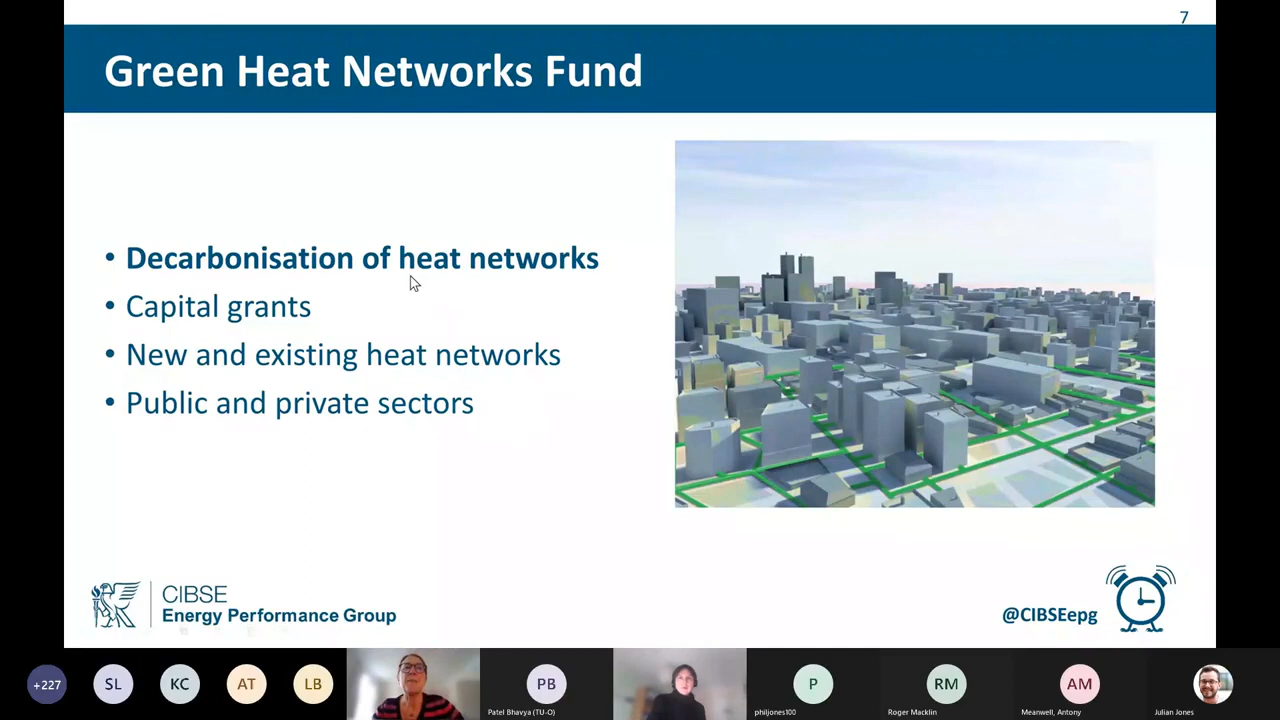 7
Green Heat Networks Fund
• Decarbonisation of heat networks
• Capital grants
• New and existing heat networks
• Public and private sectors
CIBSE
Energy Performance Group
@CIBSEepg
+227
SL
KC
AT
LB
PB
P
RM
AM
Patel Bhavya (TU-O)
philjones100
Roger Macklin
Meanwell, Antony
Julian Jones